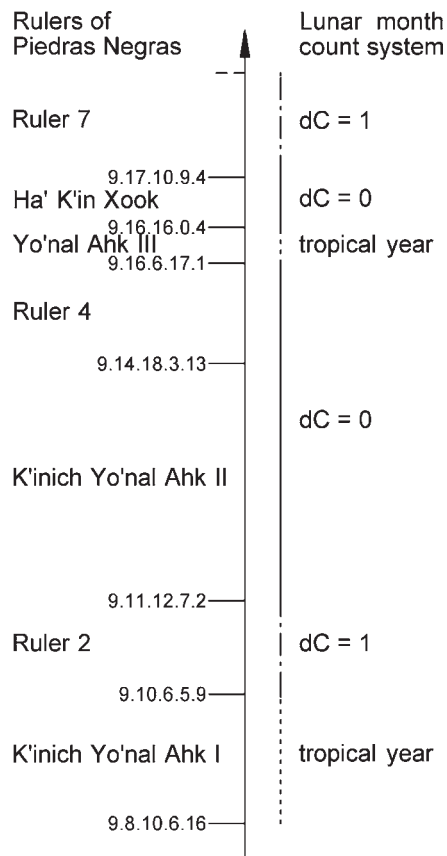 Rulers of
Piedras Negras
Lunar month
count system
Ruler 7
dC = 1
9.17.10.9.4
Ha' K'in Xook
dC = 0
9.16.16.0.4
Yo'nal Ahk III
tropical year
9.16.6.17.1
Ruler 4
9.14.18.3.13
dC = 0
K'inich Yo'nal Ahk II
9.11.12.7.2
Ruler 2
dC = 1
9.10.6.5.9
K'inich Yo'nal Ahk I
tropical year
9.8.10.6.16